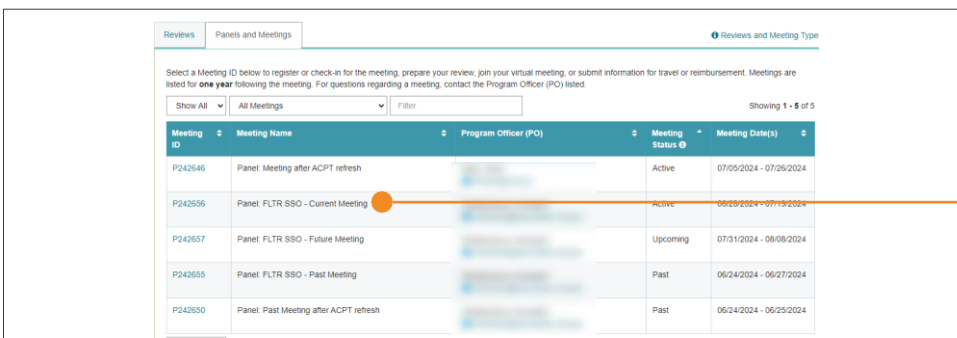 Reviews
Panels and Meetings
Reviews and Meeting Type
Select a Meeting ID below to register or check-in for the meeting, prepare your review, join your virtual meeting, or submit information for travel or reimbursement. Meetings are
listed for one year following the meeting. For questions regarding a meeting, contact the Program Officer (PO) listed.
Show All
All Meetings
Filter
Showing 1 - 5 of 5
Meeting ID
Meeting Name
Program Officer (PO)
Meeting Status
Meeting Date(s)
P242646 Panel: Meeting after ACPT refresh Active 07/05/2024 - 07/26/2024
P242656 Panel: FLTR SSO - Current Meeting Active 06/28/2024 - 07/19/2024
P242657 Panel: FLTR SSO - Future Meeting Upcoming 07/31/2024 - 08/08/2024
P242655 Panel: FLTR SSO - Past Meeting Past 06/24/2024 - 06/27/2024
P242650 Panel: Past Meeting after ACPT refresh Past 06/24/2024 - 06/25/2024